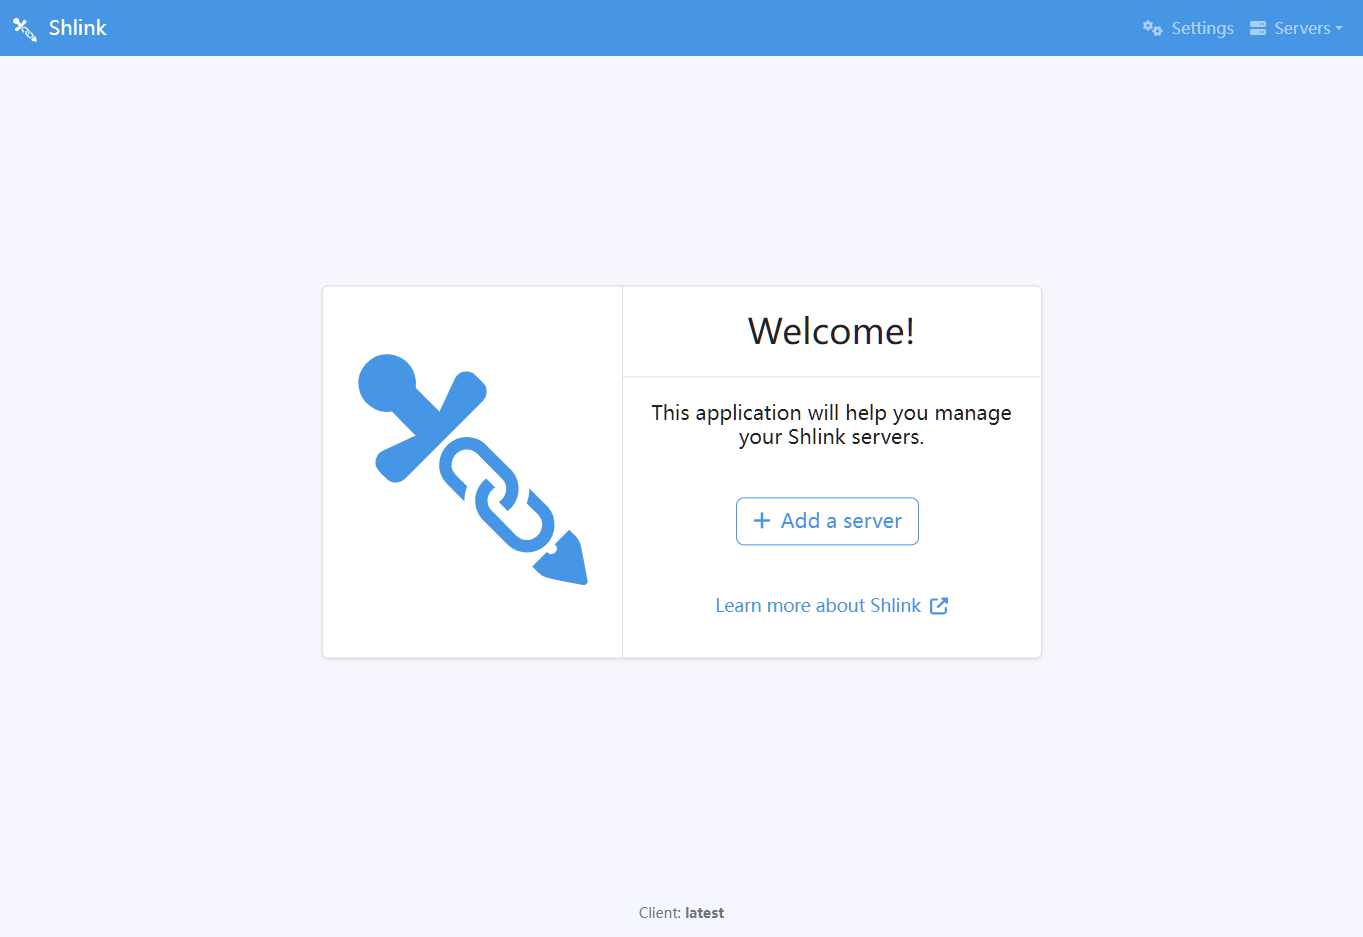 Shlink
Settings
Servers
Welcome!
This application will help you manage
your Shlink servers.
Add a server
Learn more about Shlink
Client: latest